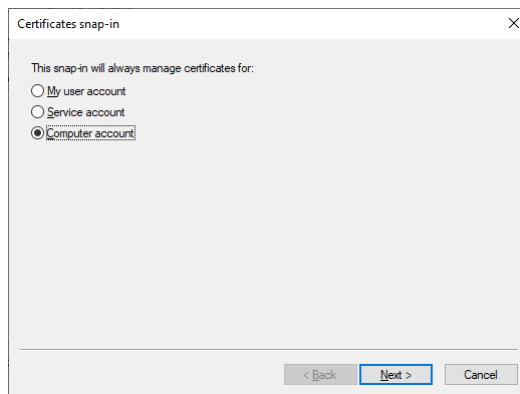 Certificates snap-in
This snap-in will always manage certificates for:
My user account
Service account
Computer account
< Back
Next >
Cancel